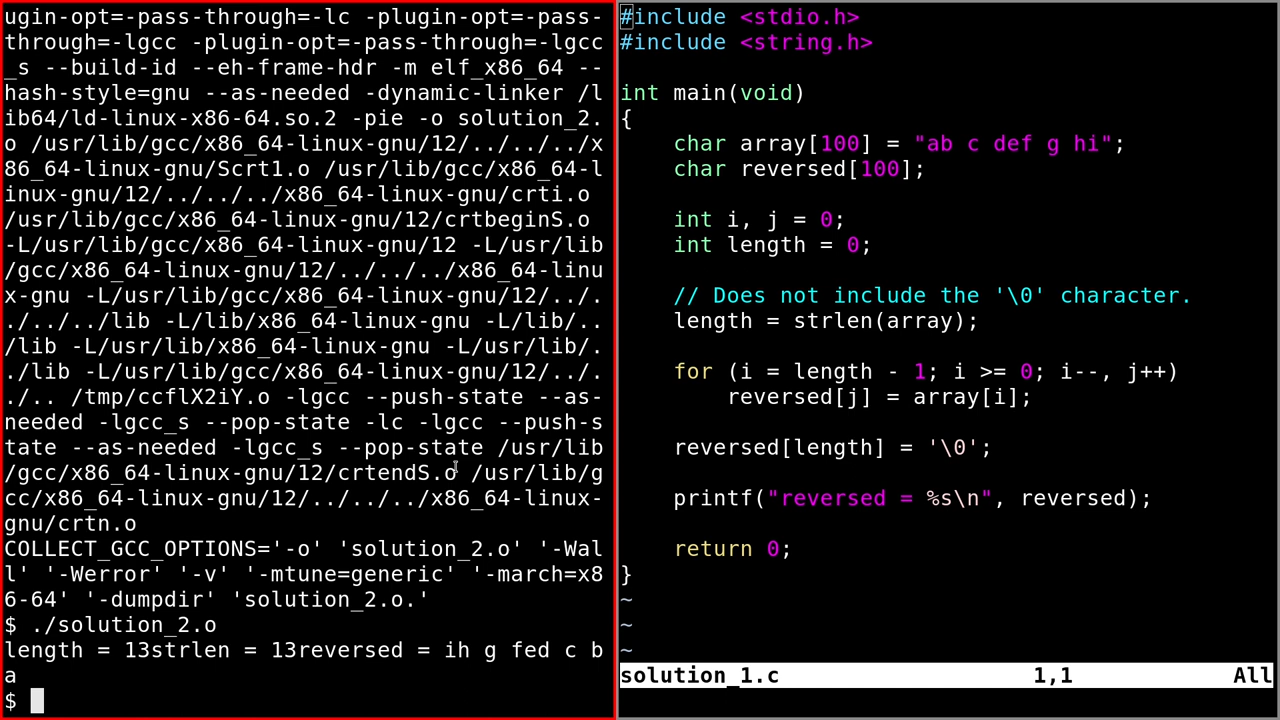 ugin-opt=-pass-through=-lc -plugin-opt=-pass-
through=-lgcc -plugin-opt=-pass-through=-lgcc
_s --build-id --eh-frame-hdr -m elf_x86_64 --
hash-style=gnu --as-needed -dynamic-linker /l
ib64/ld-linux-x86-64.so.2 -pie -o solution_2.
o /usr/lib/gcc/x86_64-linux-gnu/12/../../../x
86_64-linux-gnu/Scrt1.o /usr/lib/gcc/x86_64-l
inux-gnu/12/../../../x86_64-linux-gnu/crti.o
/usr/lib/gcc/x86_64-linux-gnu/12/crtbeginS.o
-L/usr/lib/gcc/x86_64-linux-gnu/12 -L/usr/lib
/gcc/x86_64-linux-gnu/12/../../../x86_64-linu
x-gnu -L/usr/lib/gcc/x86_64-linux-gnu/12/../.
./../../lib -L/lib/x86_64-linux-gnu -L/lib/..
/lib -L/usr/lib/x86_64-linux-gnu -L/usr/lib/.
./lib -L/usr/lib/gcc/x86_64-linux-gnu/12/../.
./.. /tmp/ccflX2iY.o -lgcc --push-state --as-
needed -lgcc_s --pop-state -lc -lgcc --push-s
tate --as-needed -lgcc_s --pop-state /usr/lib
/gcc/x86_64-linux-gnu/12/crtendS.o /usr/lib/g
cc/x86_64-linux-gnu/12/../../../x86_64-linux-
gnu/crtn.o
COLLECT_GCC_OPTIONS='-o' 'solution_2.o' '-Wal
l' '-Werror' '-v' '-mtune=generic' '-march=x8
6-64' '-dumpdir' 'solution_2.o.'
$ ./solution_2.o
length = 13strlen = 13reversed = ih g fed c b
a
$
#include <stdio.h>
#include <string.h>
int main(void)
{
    char array[100] = "ab c def g hi";
    char reversed[100];
    int i, j = 0;
    int length = 0;
    // Does not include the '\0' character.
    length = strlen(array);
    for (i = length - 1; i >= 0; i--, j++)
        reversed[j] = array[i];
    reversed[length] = '\0';
    printf("reversed = %s\n", reversed);
    return 0;
}
~
~
~
solution_1.c 1,1 All